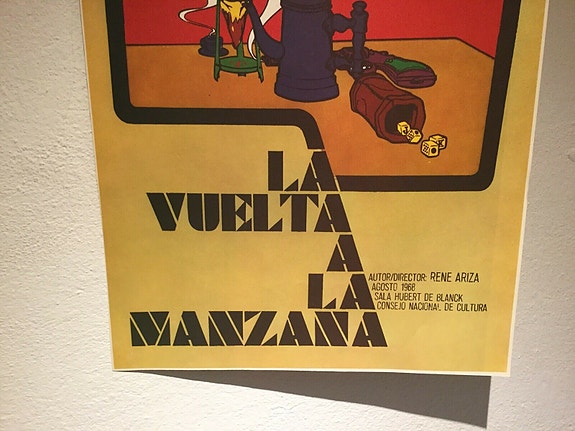 LA
VUELTA
A
LA
MANZANA
AUTOR/DIRECTOR: RENE ARIZA
AGOSTO 1968
SALA HUBERT DE BLANCK
CONSEJO NACIONAL DE CULTURA